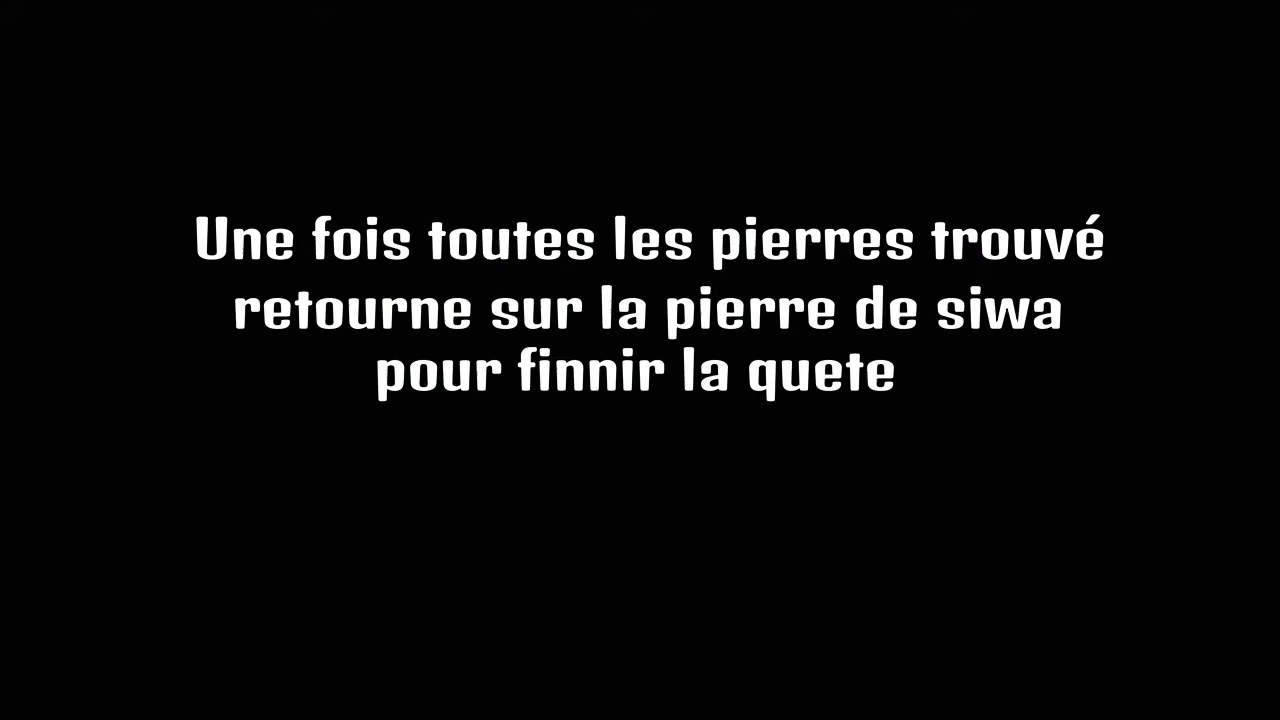 Une fois toutes les pierres trouvé
retourne sur la pierre de siwa
pour finnir la quete